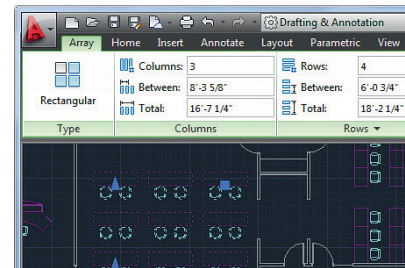 Drafting & Annotation
Array Home Insert Annotate Layout Parametric View
Columns: 3 Rows: 4
Between: 8'-3 5/8" Between: 6'-0 3/4"
Rectangular
Total: 16'-7 1/4" Total: 18'-2 1/4"
Type Columns Rows